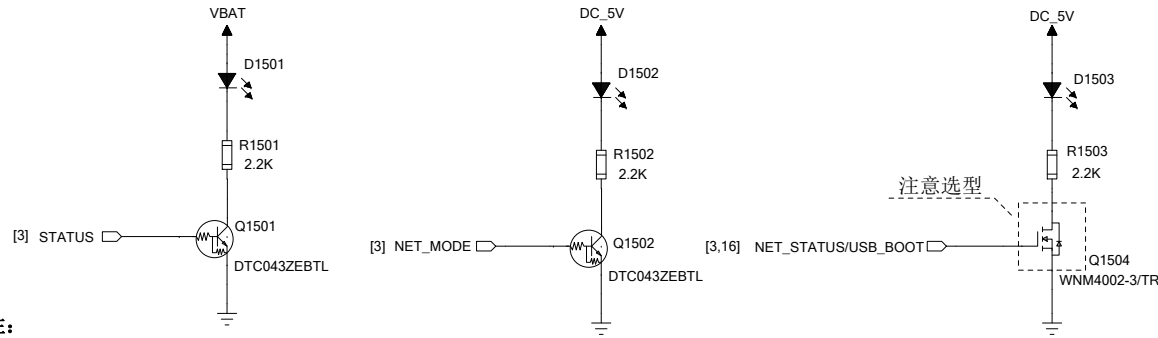 VBAT
DC_5V
DC_5V
D1501
D1502
D1503
R1501
2.2K
R1502
2.2K
R1503
2.2K
注意选型
[3] STATUS
Q1501
DTC043ZEBTL
[3] NET_MODE
Q1502
DTC043ZEBTL
[3,16] NET_STATUS/USB_BOOT
Q1504
WNM4002-3/TR